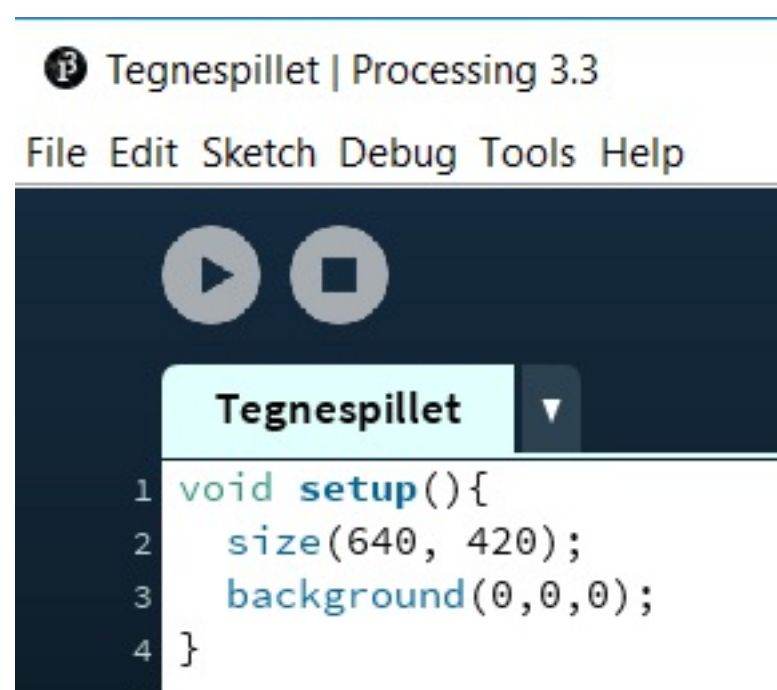 Tegnespillet | Processing 3.3
File Edit Sketch Debug Tools Help
Tegnespillet
1 void setup(){
2 size(640, 420);
3 background(0,0,0);
4 }